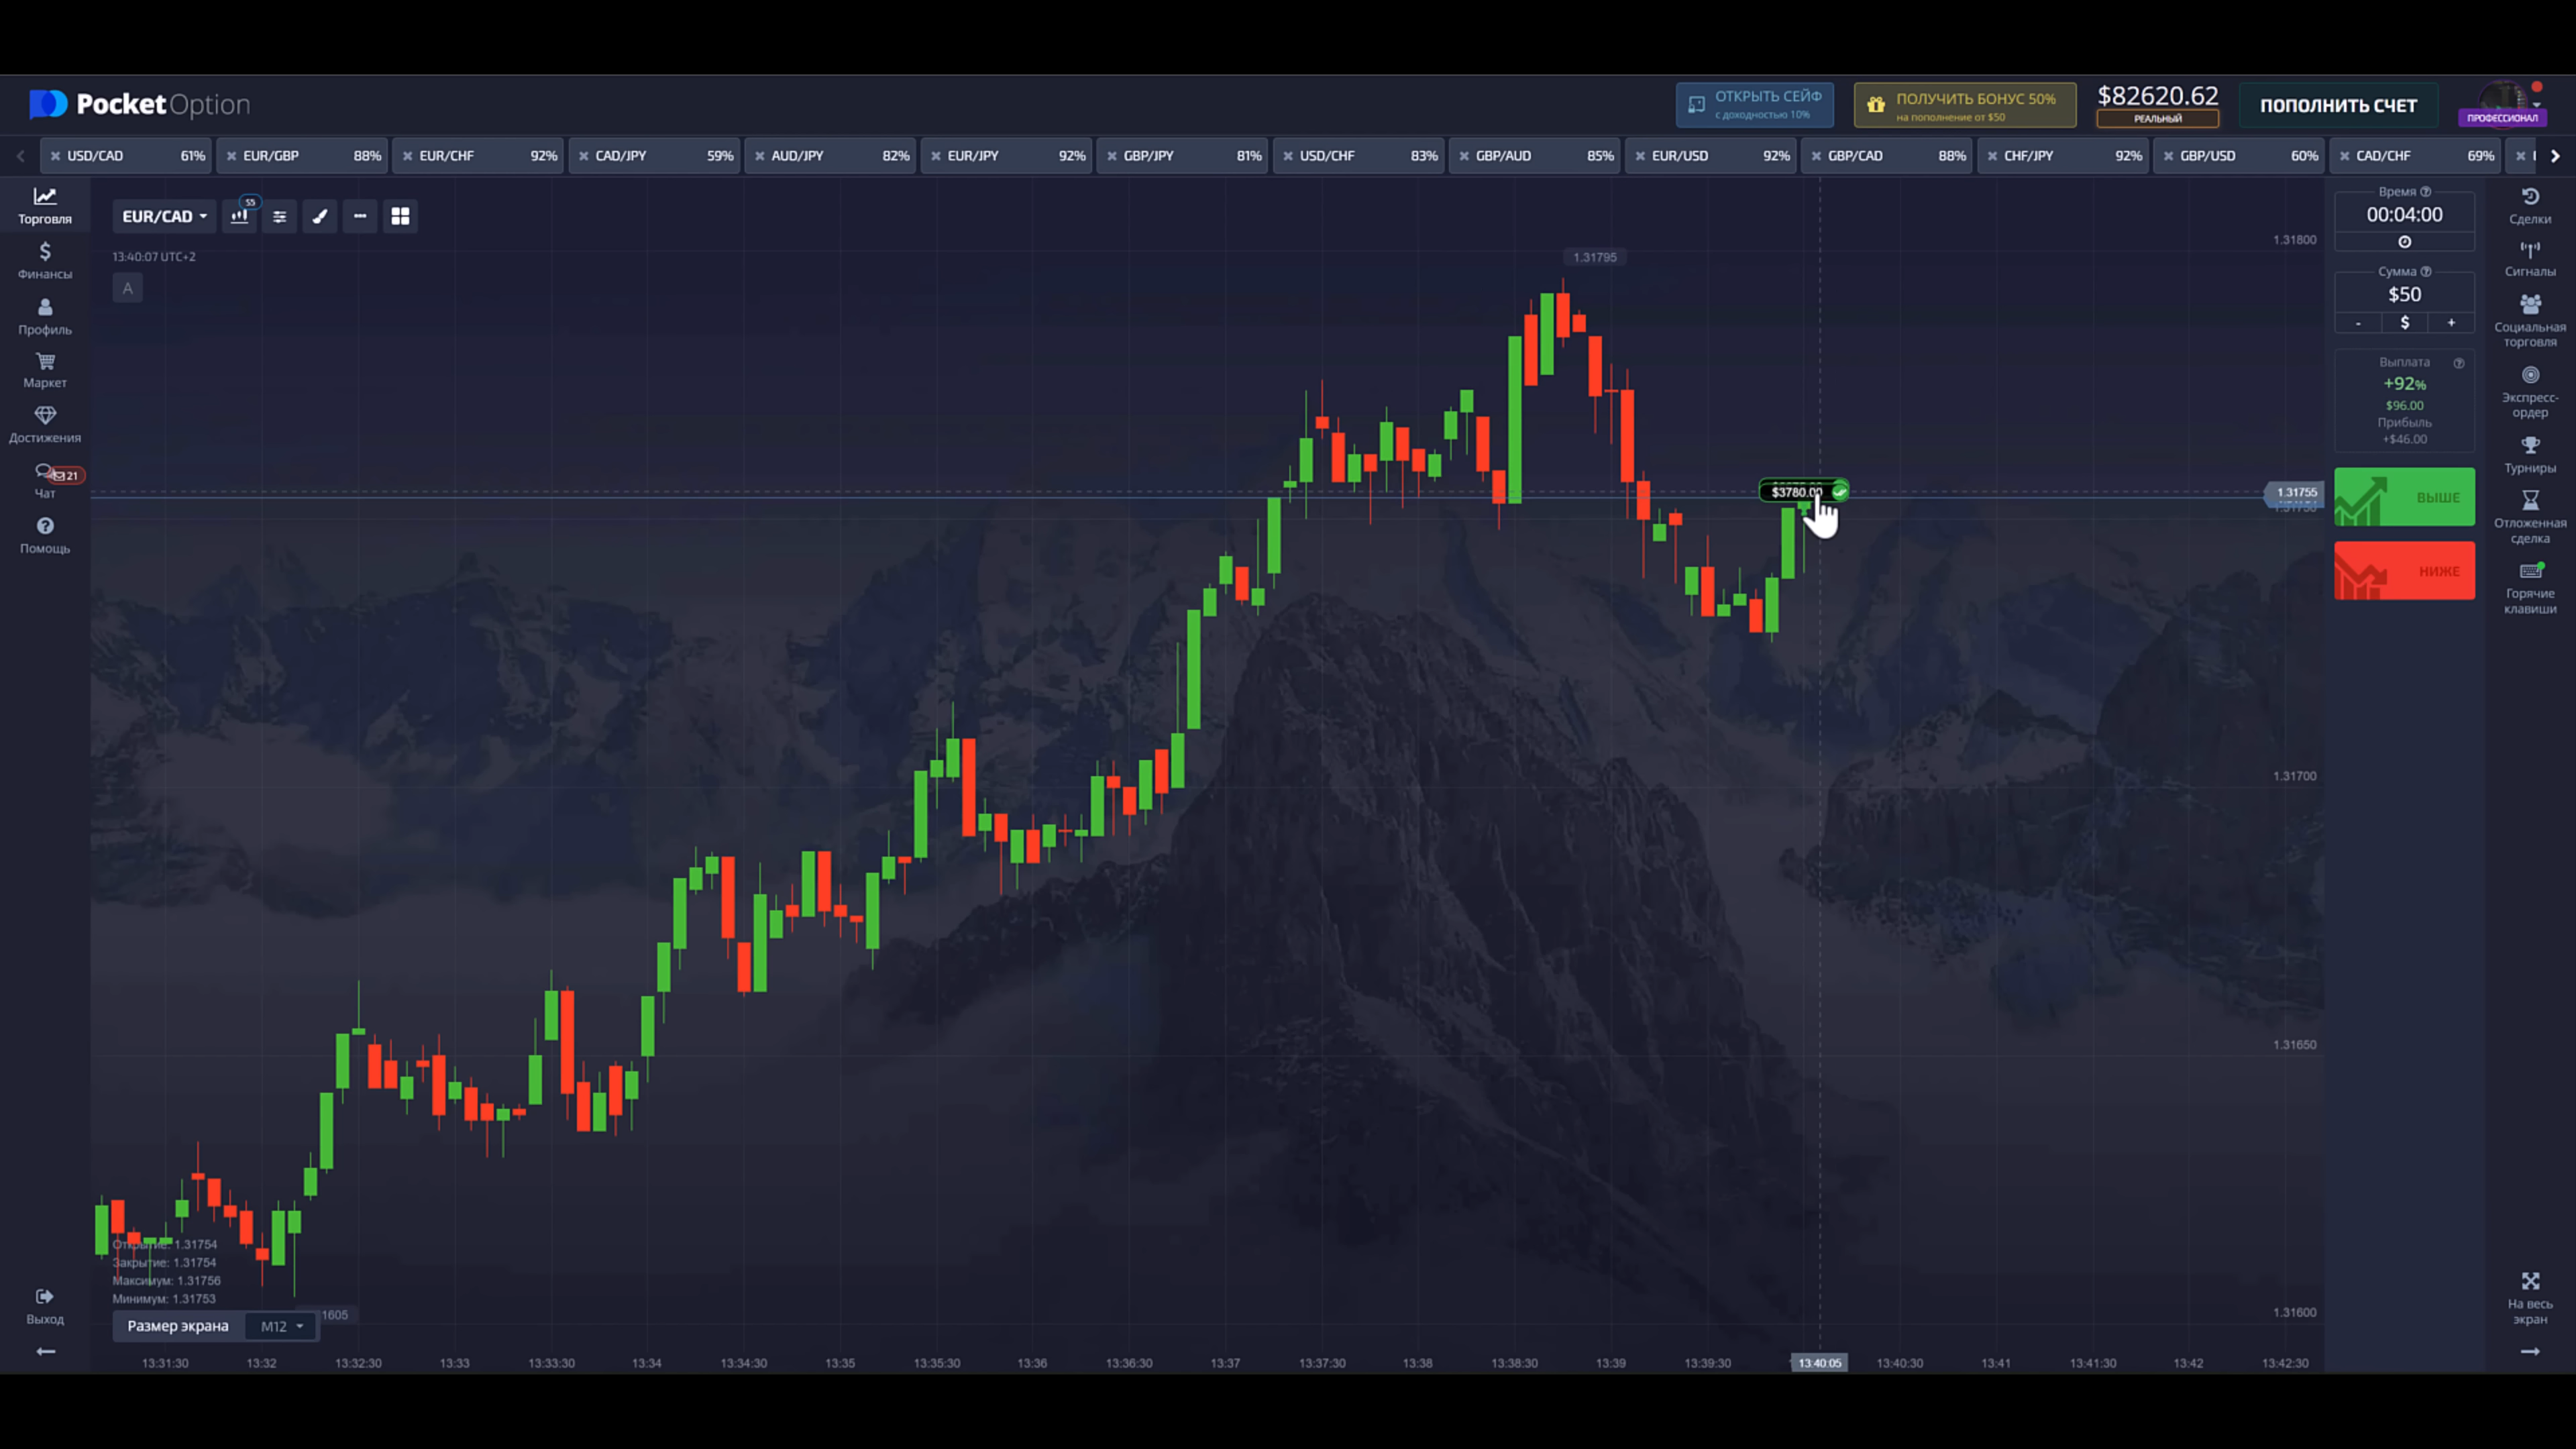 PocketOption
ОТКРЫТЬ СЕЙФ
с доходностью 10%
ПОЛУЧИТЬ БОНУС 50%
на пополнение от $50
$82620.62
РЕАЛЬНЫЙ
ПОПОЛНИТЬ СЧЕТ
ПРОФЕССИОНАЛ
USD/CAD 61%
EUR/GBP 88%
EUR/CHF 92%
CAD/JPY 59%
AUD/JPY 82%
EUR/JPY 92%
GBP/JPY 81%
USD/CHF 83%
GBP/AUD 85%
EUR/USD 92%
GBP/CAD 88%
CHF/JPY 92%
GBP/USD 60%
CAD/CHF 69%
Торговля
Финансы
Профиль
Маркет
Достижения
21
Чат
Помощь
Выход
EUR/CAD
55
13:40:07 UTC+2
A
1.31795
$3780.00
1.31800
1.31755
1.31700
1.31650
1.31600
Открытие: 1.31754
Закрытие: 1.31754
Максимум: 1.31756
Минимум: 1.31753
1605
Размер экрана M12
13:31:30
13:32
13:32:30
13:33
13:33:30
13:34
13:34:30
13:35
13:35:30
13:36
13:36:30
13:37
13:37:30
13:38
13:38:30
13:39
13:39:30
13:40:05
13:40:30
13:41
13:41:30
13:42
13:42:30
Время
00:04:00
Сумма
$50
- $ +
Выплата
+92%
$96.00
Прибыль
+$46.00
ВЫШЕ
НИЖЕ
Сделки
Сигналы
Социальная
торговля
Экспресс-
ордер
Турниры
Отложенная
сделка
Горячие
клавиши
На весь
экран